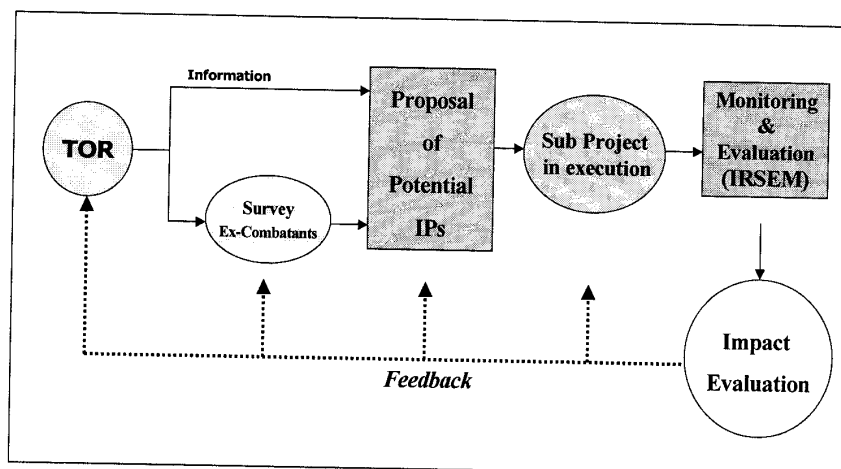 Information
TOR
Survey
Ex-Combatants
Proposal
of
Potential
IPs
Sub Project
in execution
Monitoring
&
Evaluation
(IRSEM)
Impact
Evaluation
Feedback